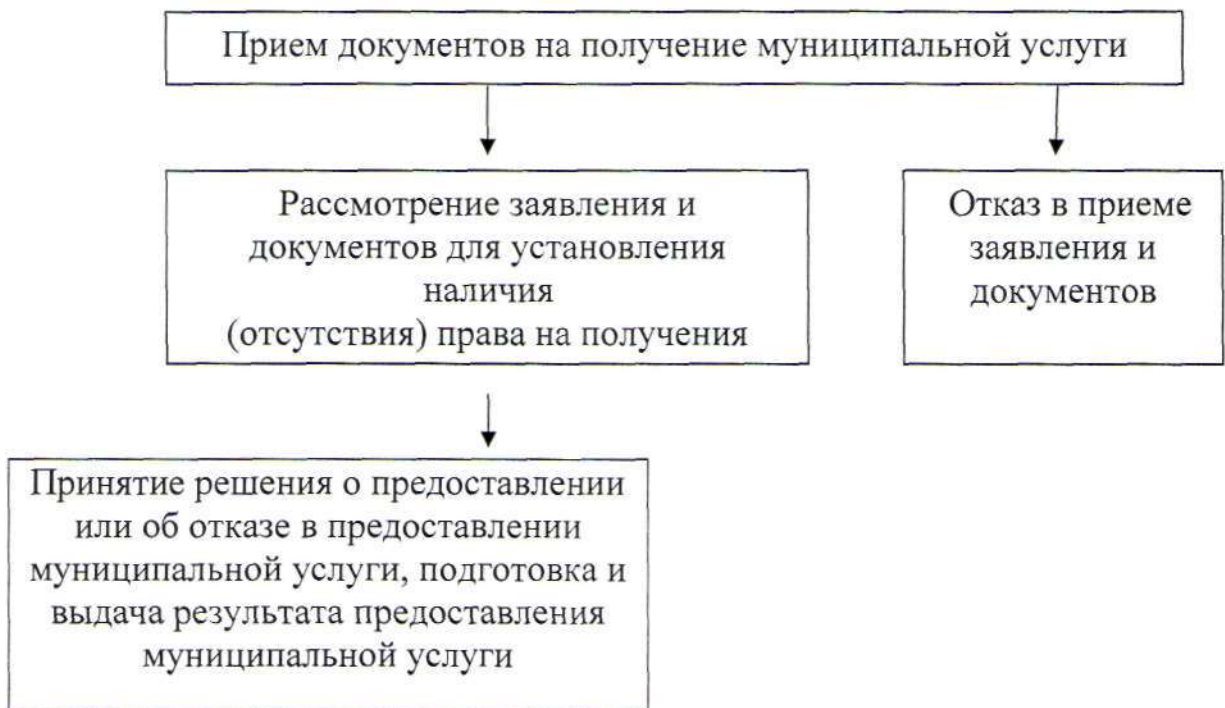 Прием документов на получение муниципальной услуги
Рассмотрение заявления и
документов для установления
наличия
(отсутствия) права на получения
Отказ в приеме
заявления и
документов
Принятие решения о предоставлении
или об отказе в предоставлении
муниципальной услуги, подготовка и
выдача результата предоставления
муниципальной услуги